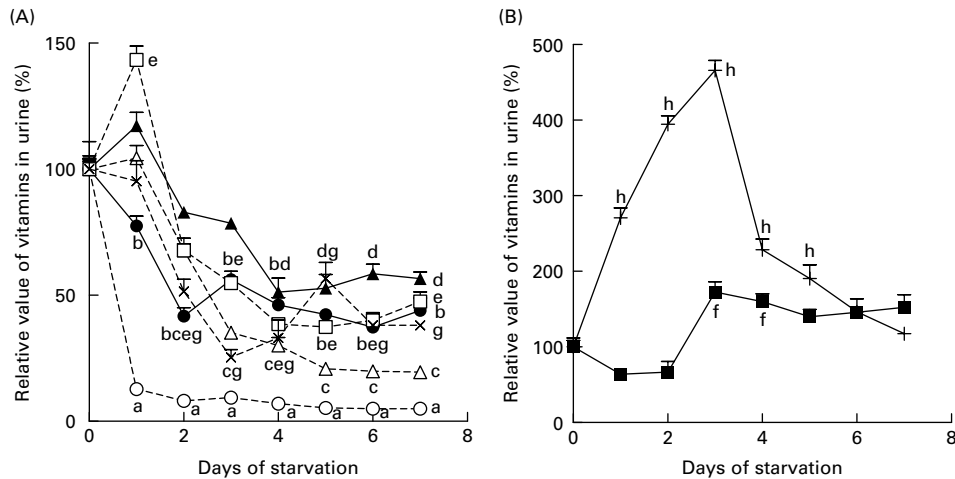 (A)
(B)
Relative value of vitamins in urine (%)
150
100
50
0
e
b
bceg
be
cg
bd
ceg
dg
be
c
d
beg
c
d
e
b
g
c
a
a
a
a
a
a
a
0
2
4
6
8
Days of starvation
Relative value of vitamins in urine (%)
500
400
300
200
100
0
h
h
h
h
h
f
f
0
2
4
6
8
Days of starvation